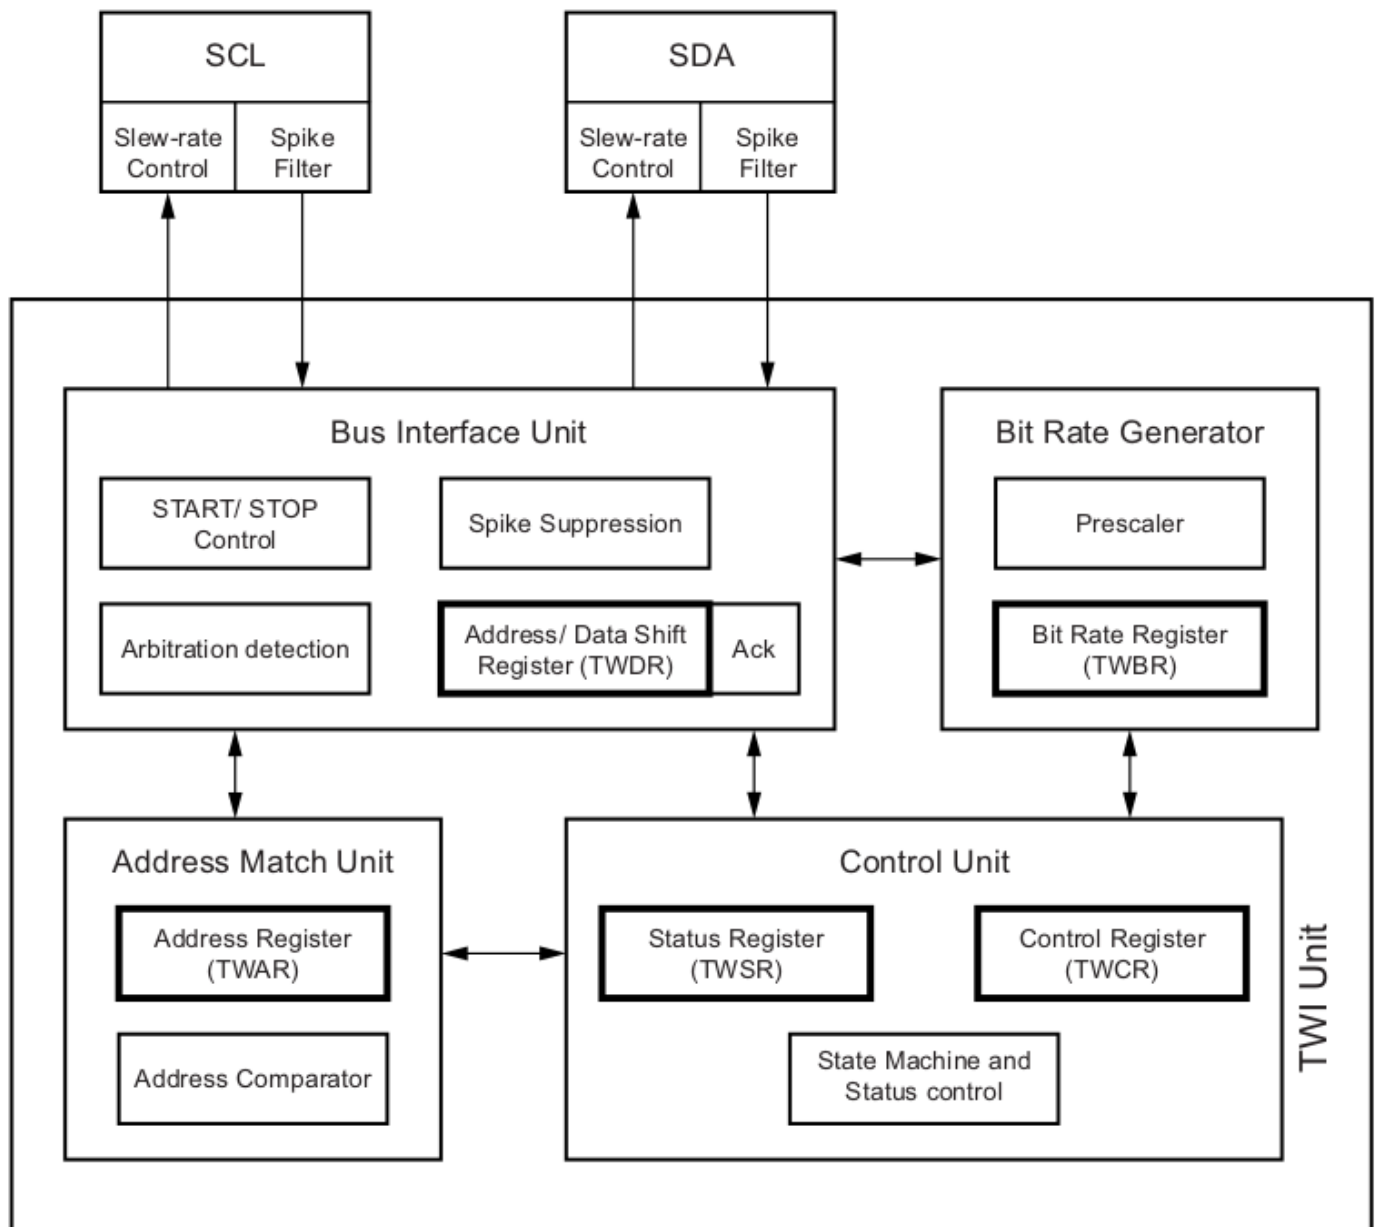 SCL
Slew-rate
Control
Spike
Filter
SDA
Slew-rate
Control
Spike
Filter
Bus Interface Unit
START/ STOP
Control
Spike Suppression
Arbitration detection
Address/ Data Shift
Register (TWDR)
Ack
Bit Rate Generator
Prescaler
Bit Rate Register
(TWBR)
Address Match Unit
Address Register
(TWAR)
Address Comparator
Control Unit
Status Register
(TWSR)
Control Register
(TWCR)
State Machine and
Status control
TWI Unit